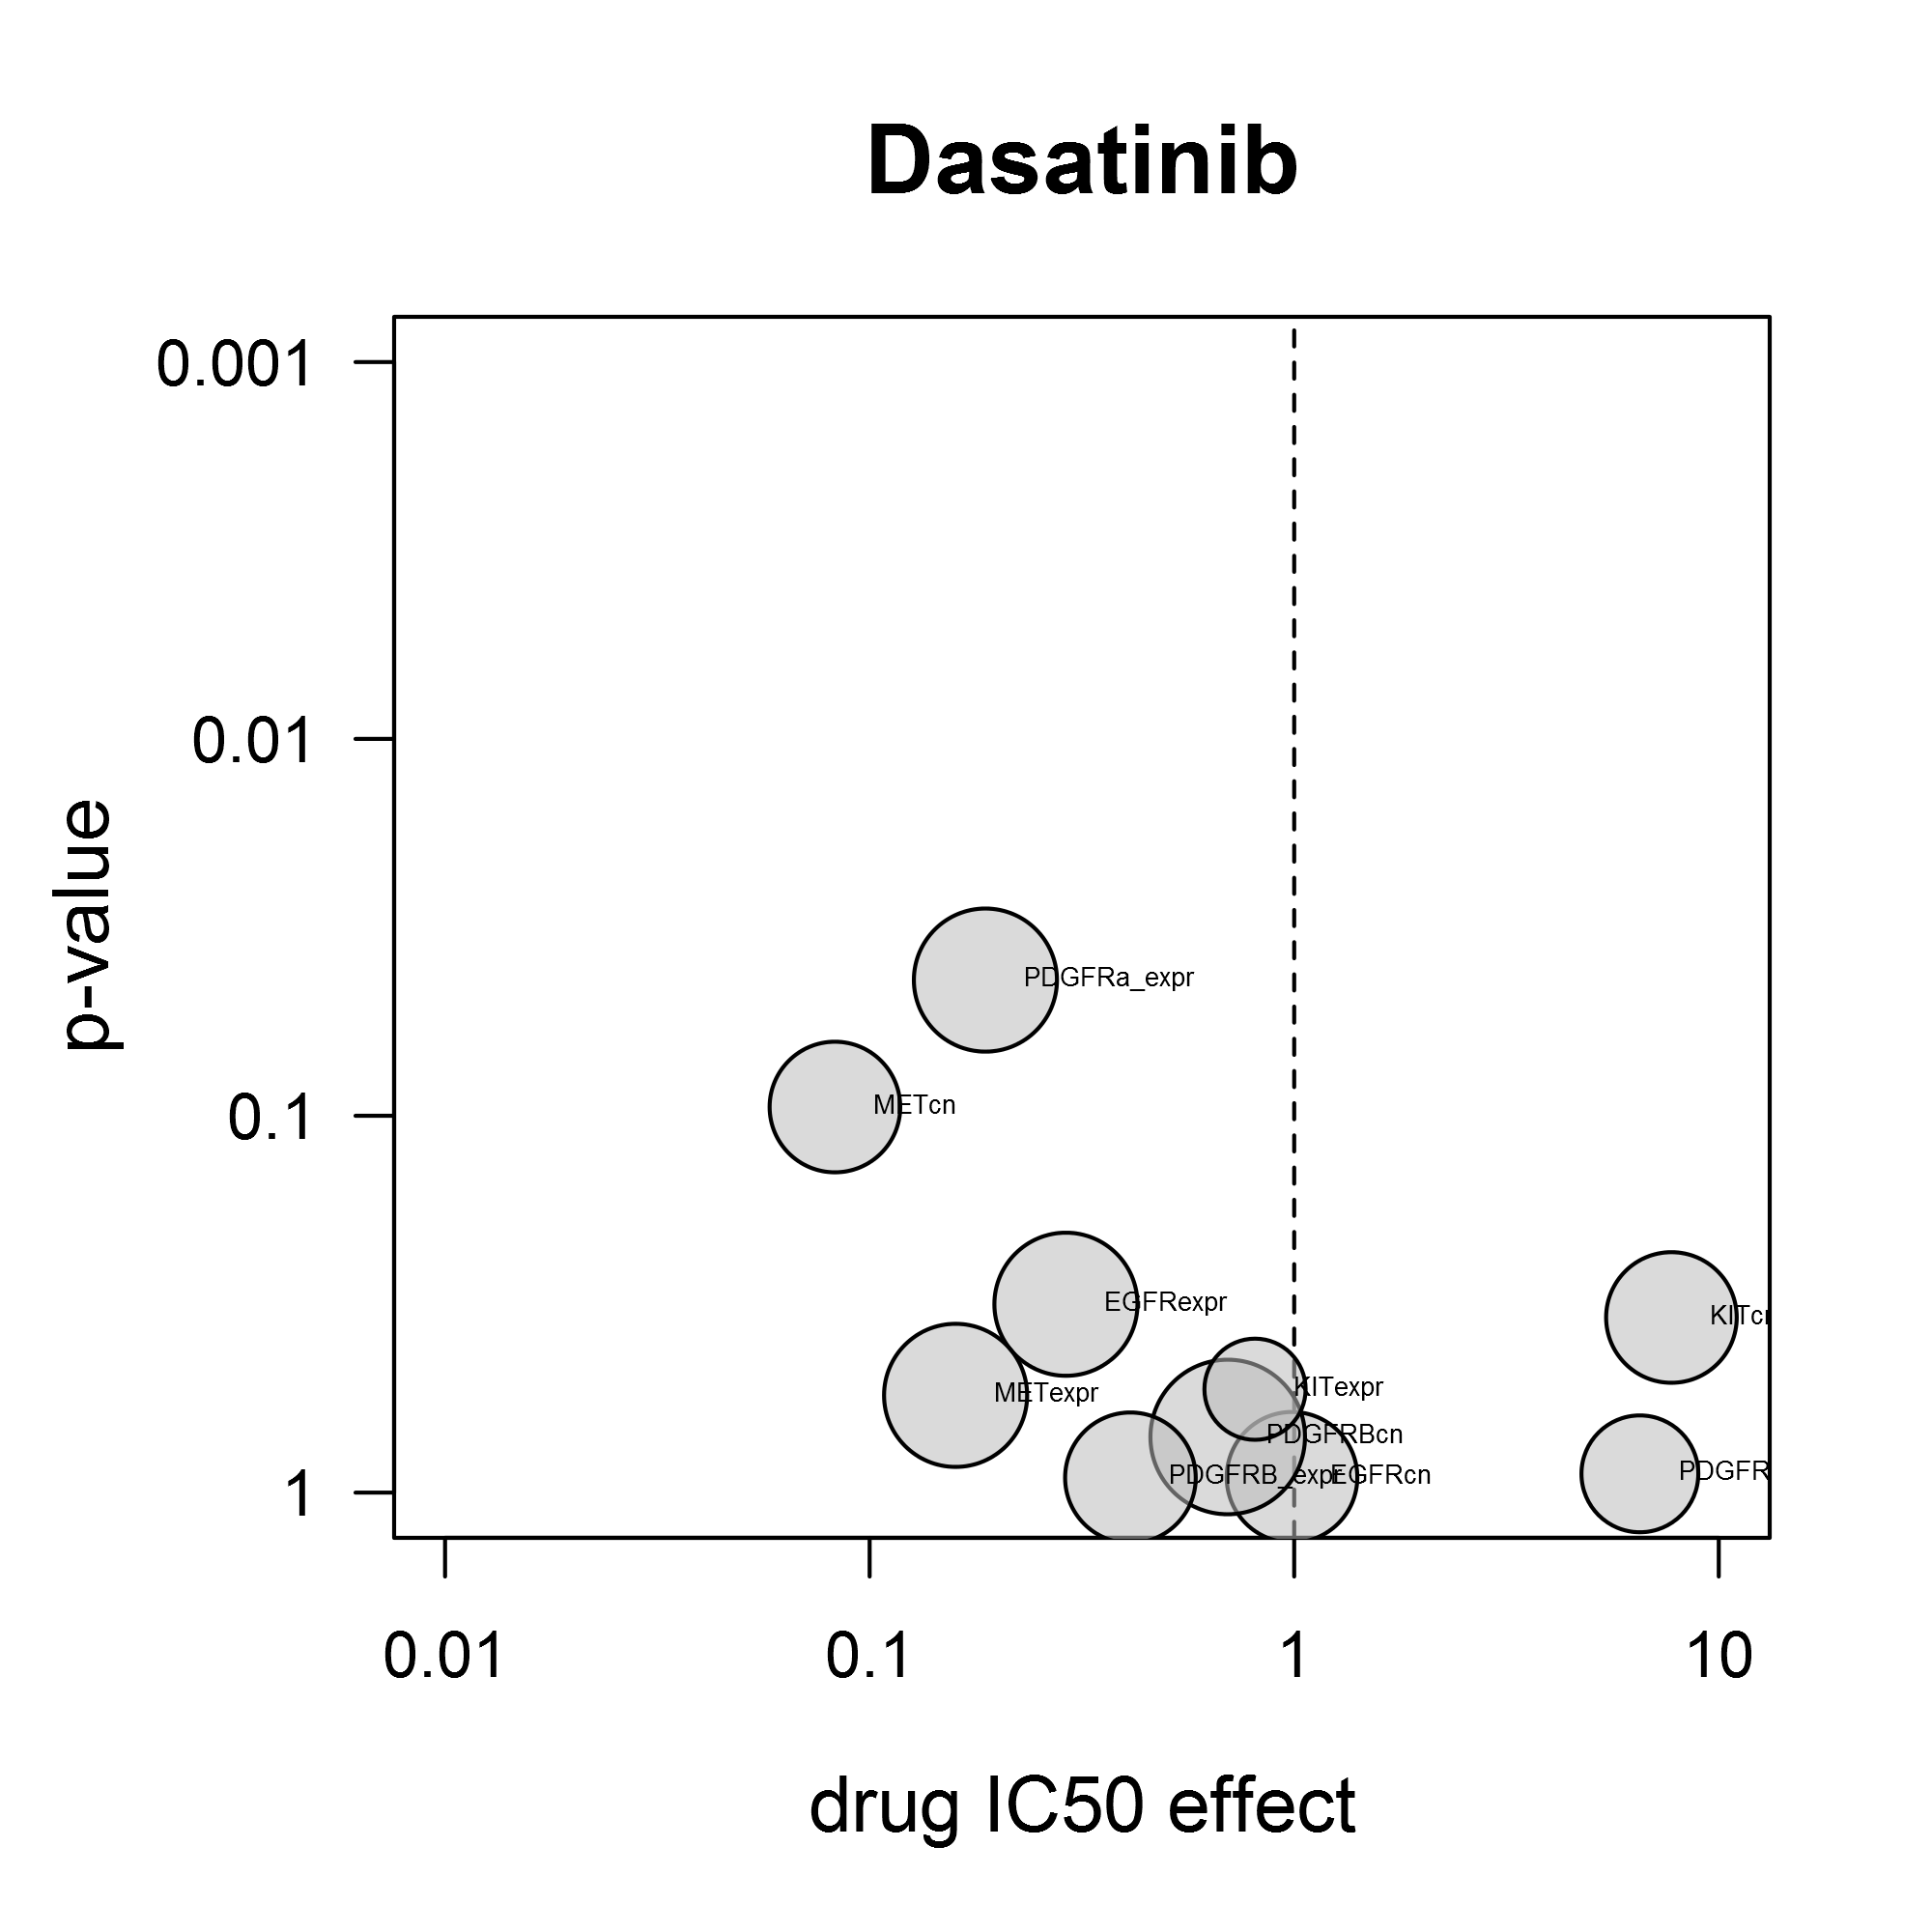 Dasatinib
0.001
0.01
0.1
1
p-value
PDGFRa_expr
METcn
EGFRexpr
KITcn
METexpr
KITexpr
PDGFRBcn
PDGFRB_expr
EGFRcn
PDGFR
0.01
0.1
1
10
drug IC50 effect